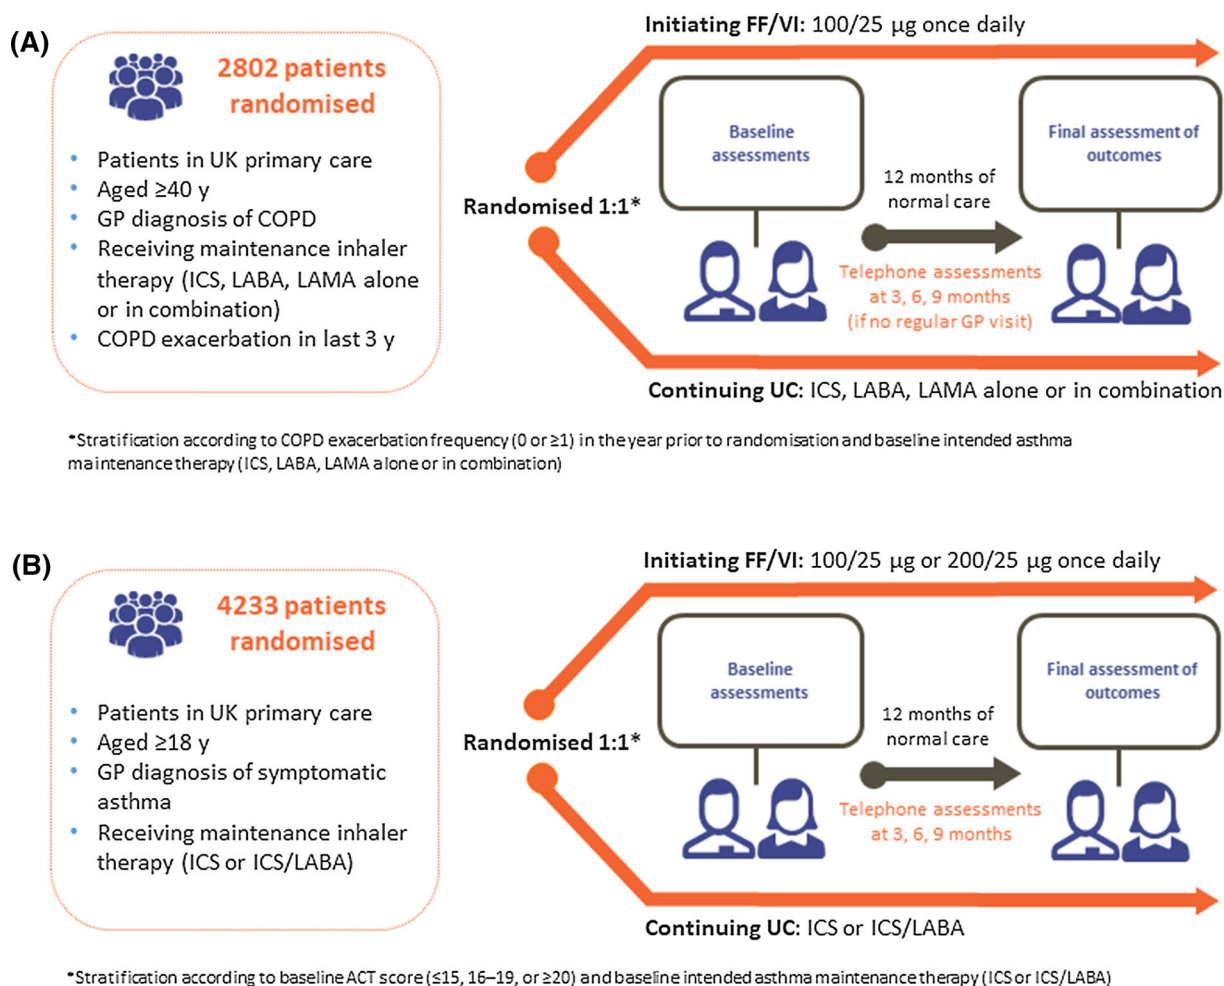 (A)
2802 patients
randomised
• Patients in UK primary care
• Aged ≥40 y
• GP diagnosis of COPD
• Receiving maintenance inhaler
therapy (ICS, LABA, LAMA alone
or in combination)
• COPD exacerbation in last 3 y
Initiating FF/VI: 100/25 µg once daily
Randomised 1:1*
Baseline
assessments
12 months of
normal care
Telephone assessments
at 3, 6, 9 months
(if no regular GP visit)
Final assessment of
outcomes
Continuing UC: ICS, LABA, LAMA alone or in combination
*Stratification according to COPD exacerbation frequency (0 or ≥1) in the year prior to randomisation and baseline intended asthma
maintenance therapy (ICS, LABA, LAMA alone or in combination)
(B)
4233 patients
randomised
• Patients in UK primary care
• Aged ≥18 y
• GP diagnosis of symptomatic
asthma
• Receiving maintenance inhaler
therapy (ICS or ICS/LABA)
Initiating FF/VI: 100/25 µg or 200/25 µg once daily
Randomised 1:1*
Baseline
assessments
12 months of
normal care
Telephone assessments
at 3, 6, 9 months
Final assessment of
outcomes
Continuing UC: ICS or ICS/LABA
*Stratification according to baseline ACT score (≤15, 16–19, or ≥20) and baseline intended asthma maintenance therapy (ICS or ICS/LABA)